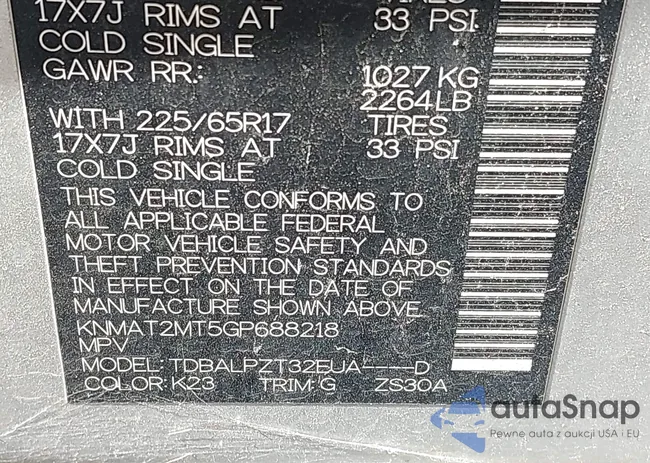 17X7J RIMS AT 33 PSI
COLD SINGLE
GAWR RR.: 1027 KG
2264LB
WITH 225/65R17 TIRES
17X7J RIMS AT 33 PSI
COLD SINGLE
THIS VEHICLE CONFORMS TO
ALL APPLICABLE FEDERAL
MOTOR VEHICLE SAFETY AND
THEFT PREVENTION STANDARDS
IN EFFECT ON THE DATE OF
MANUFACTURE SHOWN ABOVE.
KNMAT2MT5GP688218
MPV
MODEL: TDBALPZT32EUA----D
COLOR: K23 TRIM: G ZS30A
autaSnap
Pewne auta z aukcji USA i EU